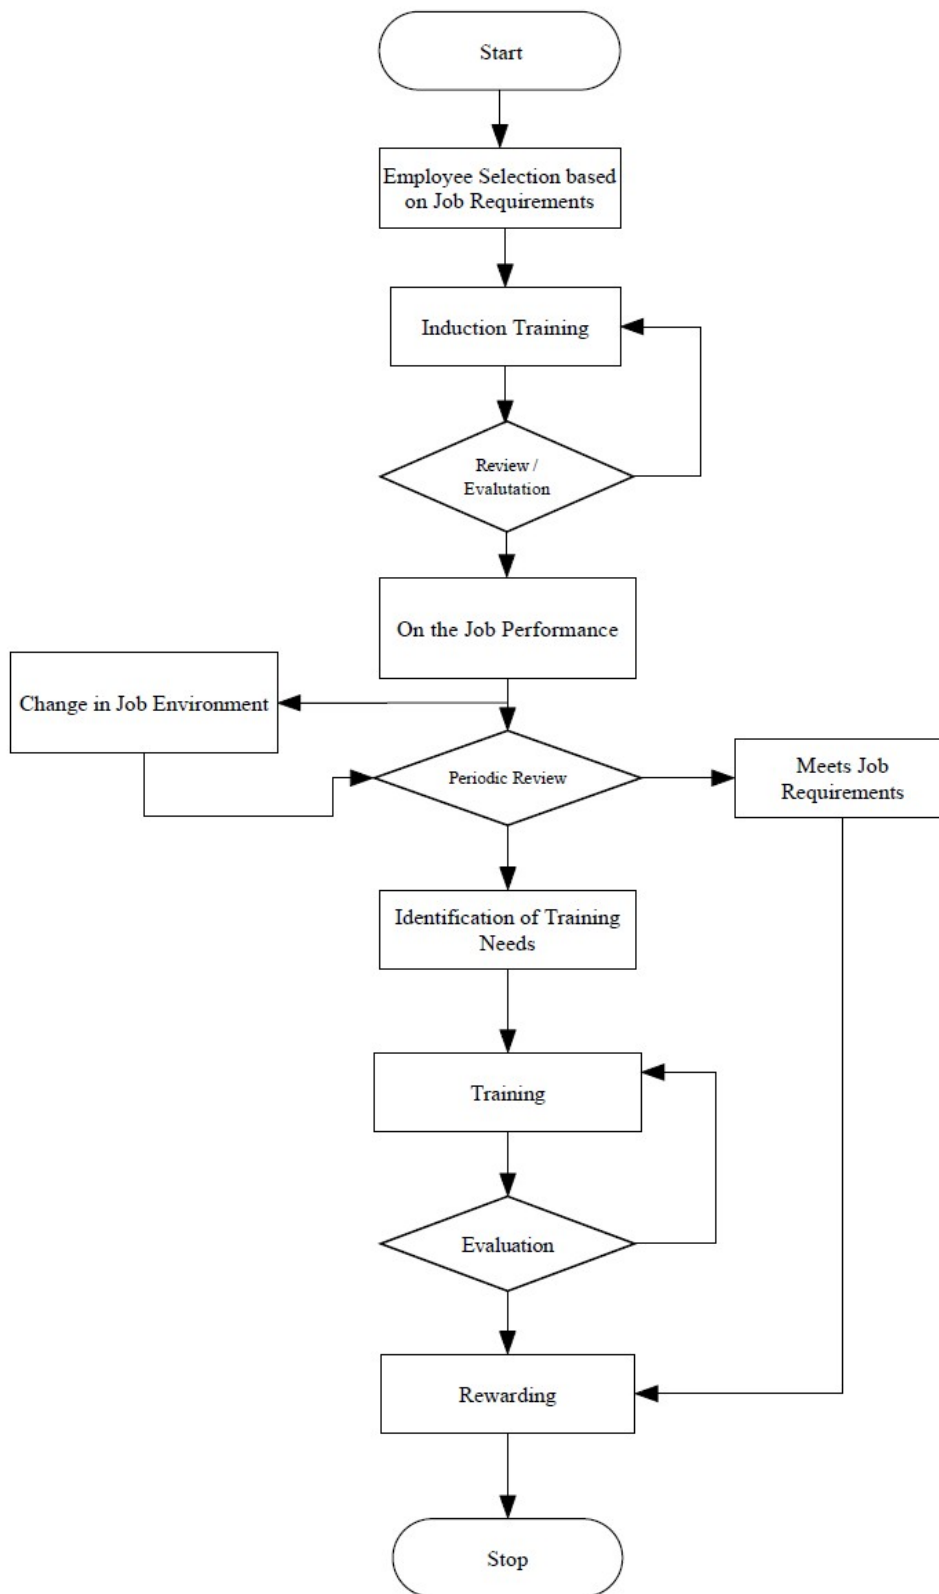 Start
Employee Selection based
on Job Requirements
Induction Training
Review /
Evalutation
On the Job Performance
Change in Job Environment
Periodic Review
Meets Job
Requirements
Identification of Training
Needs
Training
Evaluation
Rewarding
Stop